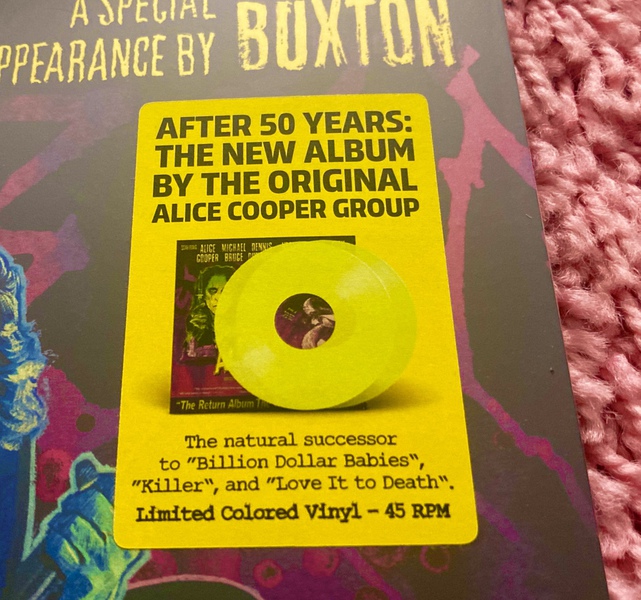 A SPECIAL
APPEARANCE BY BUXTON
AFTER 50 YEARS:
THE NEW ALBUM
BY THE ORIGINAL
ALICE COOPER GROUP
ALICE MICHAEL DENNIS
COOPER BRUCE
"The Return Album
The natural successor
to "Billion Dollar Babies",
"Killer", and "Love It to Death".
Limited Colored Vinyl – 45 RPM